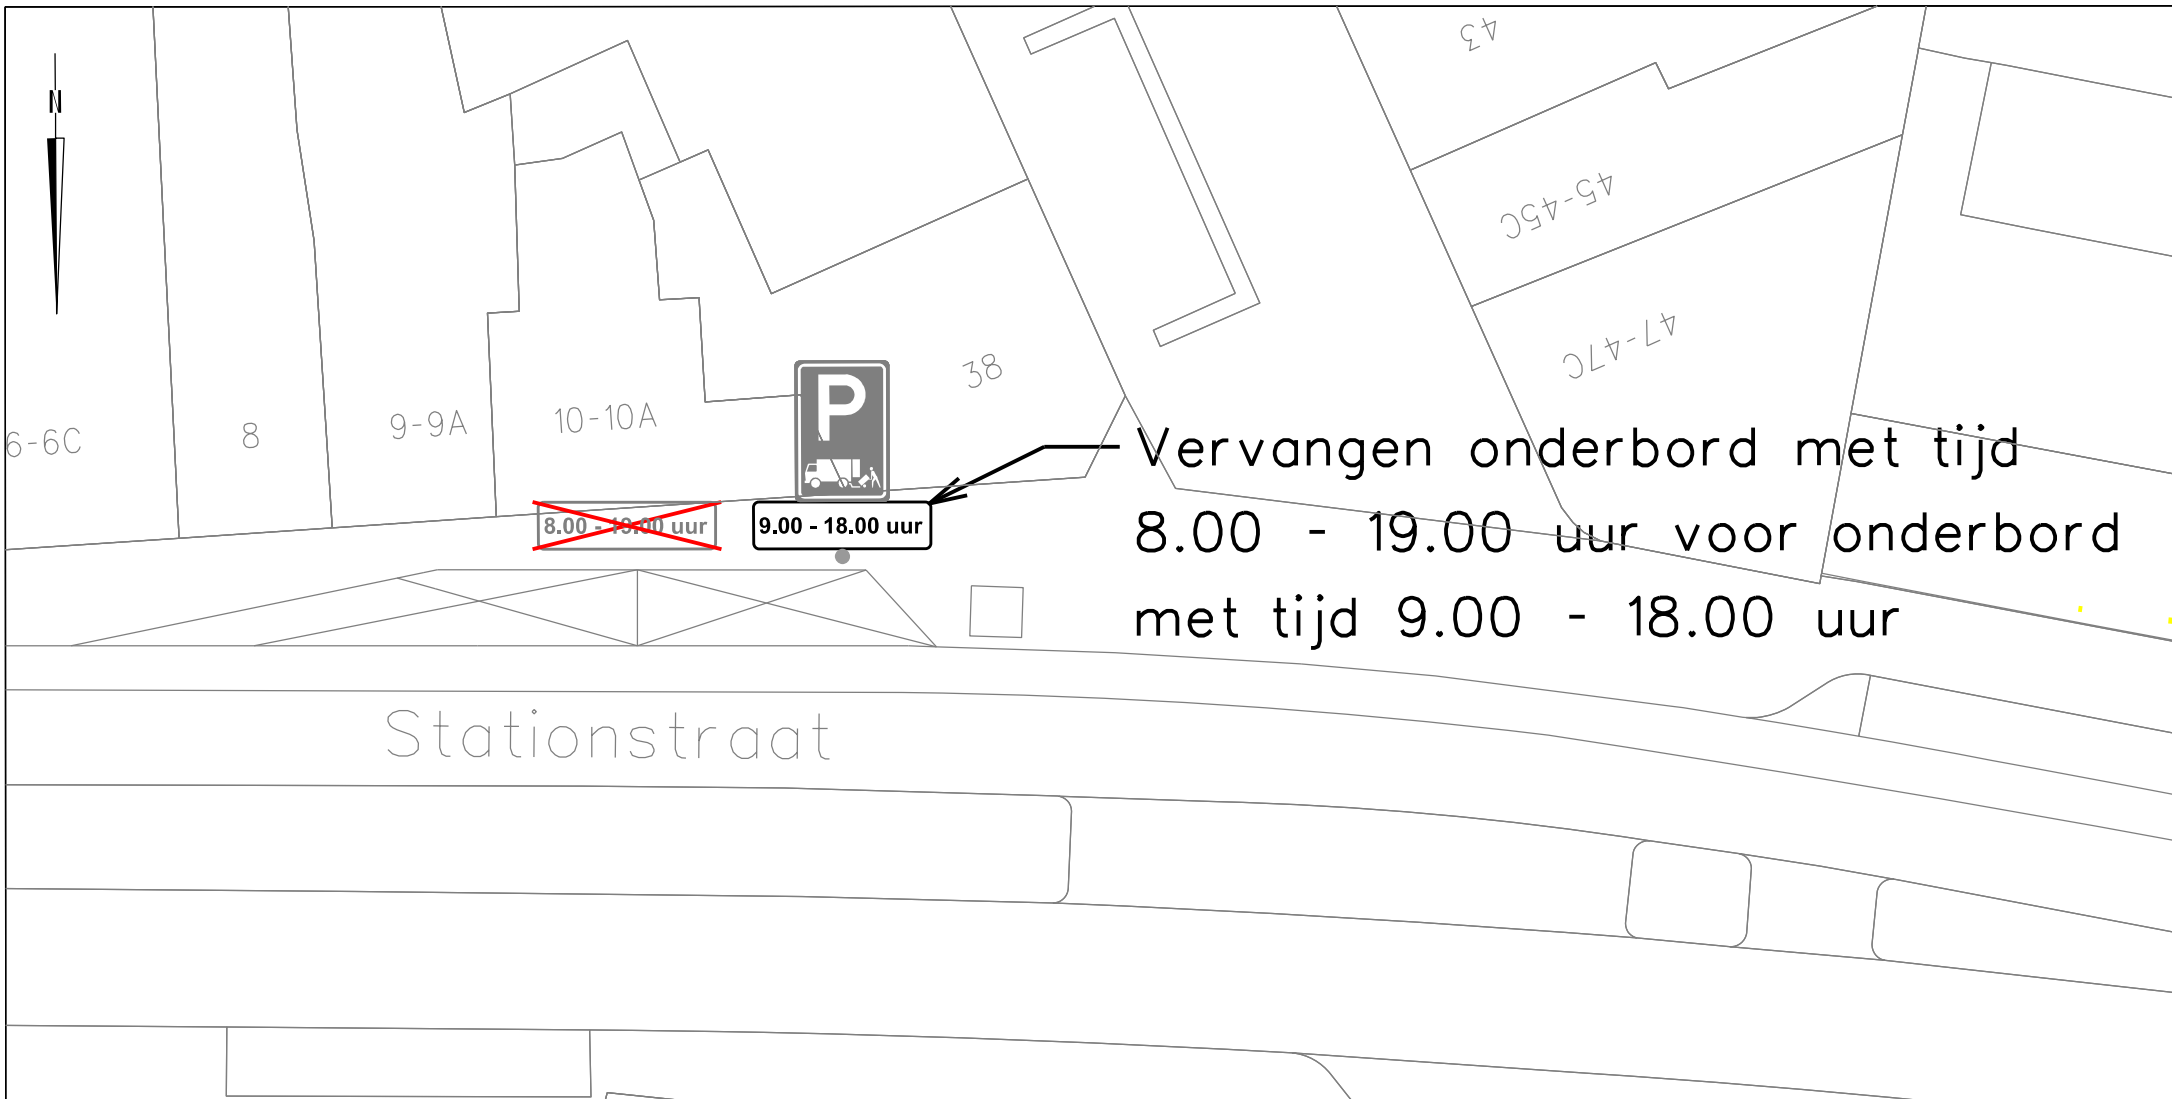 N
43
45-45C
47-47C
38
6-6C
8
9-9A
10-10A
P
8.00 - 19.00 uur
9.00 - 18.00 uur
Vervangen onderbord met tijd
8.00 - 19.00 uur voor onderbord
met tijd 9.00 - 18.00 uur
Stationstraat